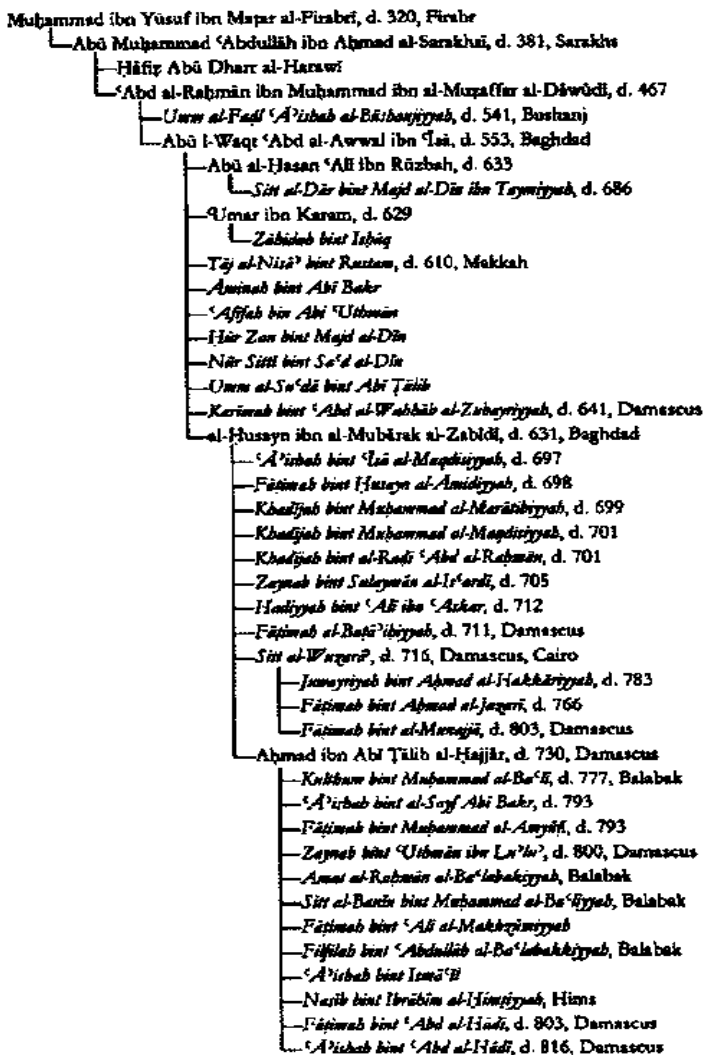 Muḥammad ibn Yūsuf ibn Maṭar al-Firabrī, d. 320, Firabr
Abū Muḥammad ʿAbdullāh ibn Aḥmad al-Sarakhsī, d. 381, Sarakhs
Ḥāfiẓ Abū Dharr al-Harawī
ʿAbd al-Raḥmān ibn Muḥammad ibn al-Muẓaffar al-Dāwūdī, d. 467
Umm al-Faḍl ʿĀʾishah al-Būshanjiyyah, d. 541, Bushanj
Abū l-Waqt ʿAbd al-Awwal ibn ʿĪsā, d. 553, Baghdad
Abū al-Ḥasan ʿAlī ibn Rūzbah, d. 633
Sitt al-Dār bint Majd al-Dīn ibn Taymiyyah, d. 686
ʿUmar ibn Karam, d. 629
Zāhidah bint Isḥāq
Tāj al-Nisāʾ bint Rustam, d. 610, Makkah
Āminah bint Abī Bakr
ʿAfīfah bin Abī ʿUthmān
Ḥūr Zan bint Majd al-Dīn
Nūr Sittī bint Saʿd al-Dīn
Umm al-Suʿdā bint Abī Ṭālib
Karīmah bint ʿAbd al-Wahhāb al-Zubayriyyah, d. 641, Damascus
al-Ḥusayn ibn al-Mubārak al-Zabīdī, d. 631, Baghdad
ʿĀʾishah bint ʿĪsā al-Maqdisiyyah, d. 697
Fāṭimah bint Ḥusayn al-Āmidiyyah, d. 698
Khadījah bint Muḥammad al-Marātibiyyah, d. 699
Khadījah bint Muḥammad al-Maqdisiyyah, d. 701
Khadījah bint al-Raḍī ʿAbd al-Raḥmān, d. 701
Zaynab bint Sulaymān al-Isʿardī, d. 705
Hadiyyah bint ʿAlī ibn ʿAskar, d. 712
Fāṭimah al-Baṭāʾiḥiyyah, d. 711, Damascus
Sitt al-Wuzarāʾ, d. 716, Damascus, Cairo
Juwayriyah bint Aḥmad al-Hakkāriyyah, d. 783
Fāṭimah bint Aḥmad al-Jazarī, d. 766
Fāṭimah bint al-Munajjā, d. 803, Damascus
Aḥmad ibn Abī Ṭālib al-Ḥajjār, d. 730, Damascus
Kulthum bint Muḥammad al-Baʿlī, d. 777, Balabak
ʿĀʾishah bint al-Sayf Abī Bakr, d. 793
Fāṭimah bint Muḥammad al-Amyūṭī, d. 793
Zaynab bint ʿUthmān ibn Luʾluʾ, d. 800, Damascus
Amat al-Raḥmān al-Baʿlabakiyyah, Balabak
Sitt al-Banīn bint Muḥammad al-Baʿliyyah, Balabak
Fāṭimah bint ʿAlī al-Makhzūmiyyah
Filfilah bint ʿAbdullāh al-Baʿlabakkiyyah, Balabak
ʿĀʾishah bint Ismāʿīl
Nasīb bint Ibrāhīm al-Ḥimṣiyyah, Hims
Fāṭimah bint ʿAbd al-Hādī, d. 803, Damascus
ʿĀʾishah bint ʿAbd al-Hādī, d. 816, Damascus